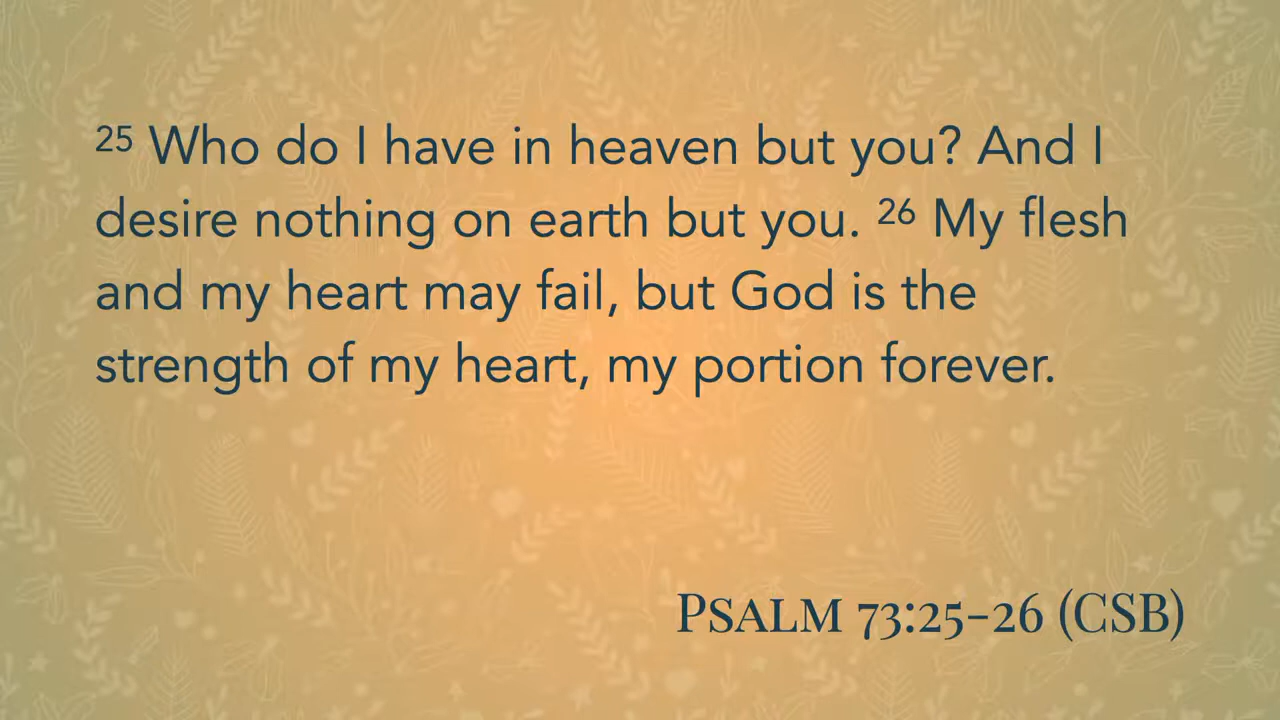 25 Who do I have in heaven but you? And I
desire nothing on earth but you. 26 My flesh
and my heart may fail, but God is the
strength of my heart, my portion forever.
Psalm 73:25-26 (CSB)